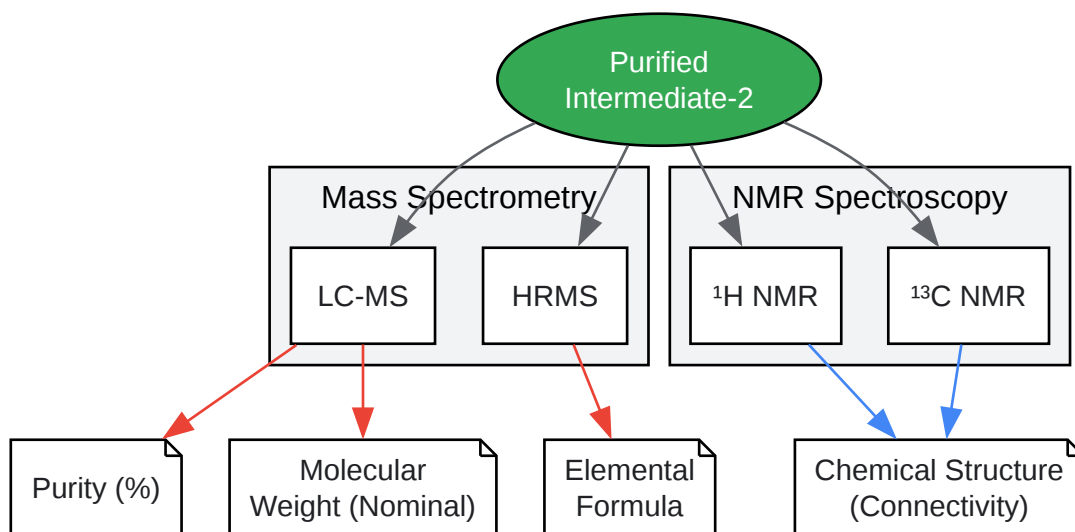 Purified
Intermediate-2
Mass Spectrometry
NMR Spectroscopy
LC-MS
HRMS
¹H NMR
¹³C NMR
Purity (%)
Molecular
Weight (Nominal)
Elemental
Formula
Chemical Structure
(Connectivity)